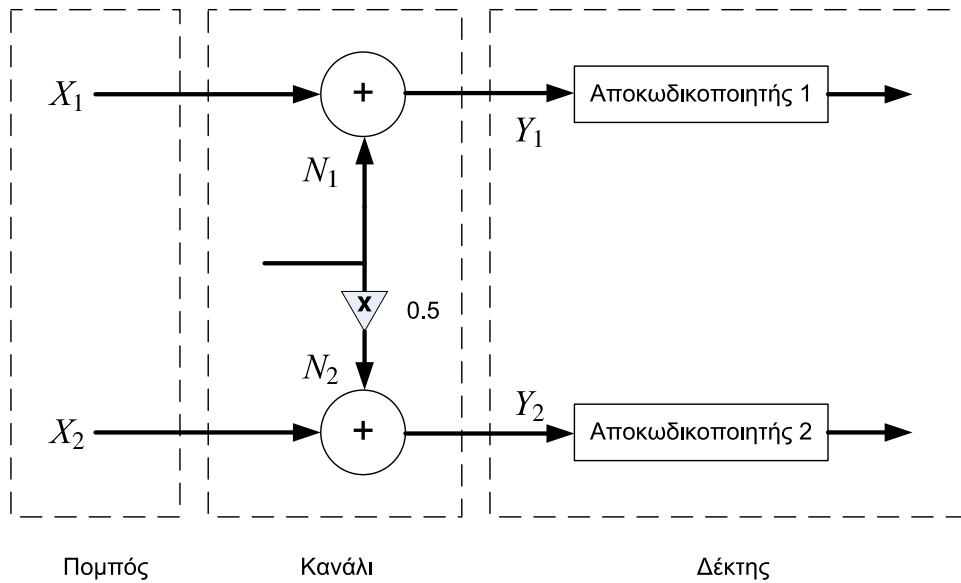 X1
+
Αποκωδικοποιητής 1
Y1
N1
x
0.5
N2
Y2
X2
+
Αποκωδικοποιητής 2
Πομπός
Κανάλι
Δέκτης